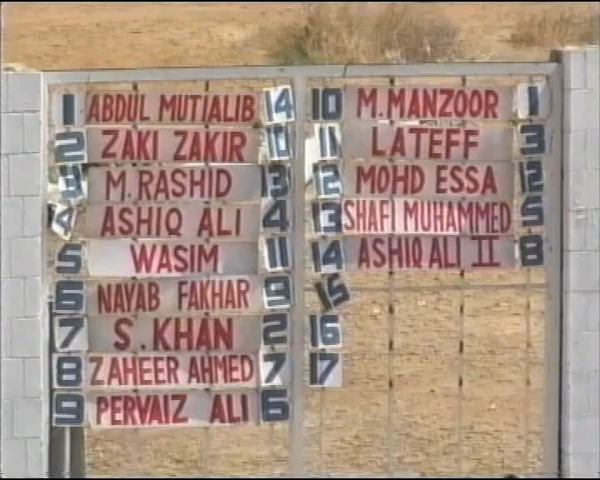 1 ABDUL MUTIALIB 14
2 ZAKI ZAKIR 10
3 M.RASHID 13
4 ASHIQ ALI 4
5 WASIM 11
6 NAYAB FAKHAR 9
7 S.KHAN 2
8 ZAHEER AHMED 7
9 PERVAIZ ALI 6
10 M.MANZOOR 1
11 LATEFF 3
12 MOHD ESSA 12
13 SHAFI MUHAMMED 5
14 ASHIQ ALI II 8
15
16
17